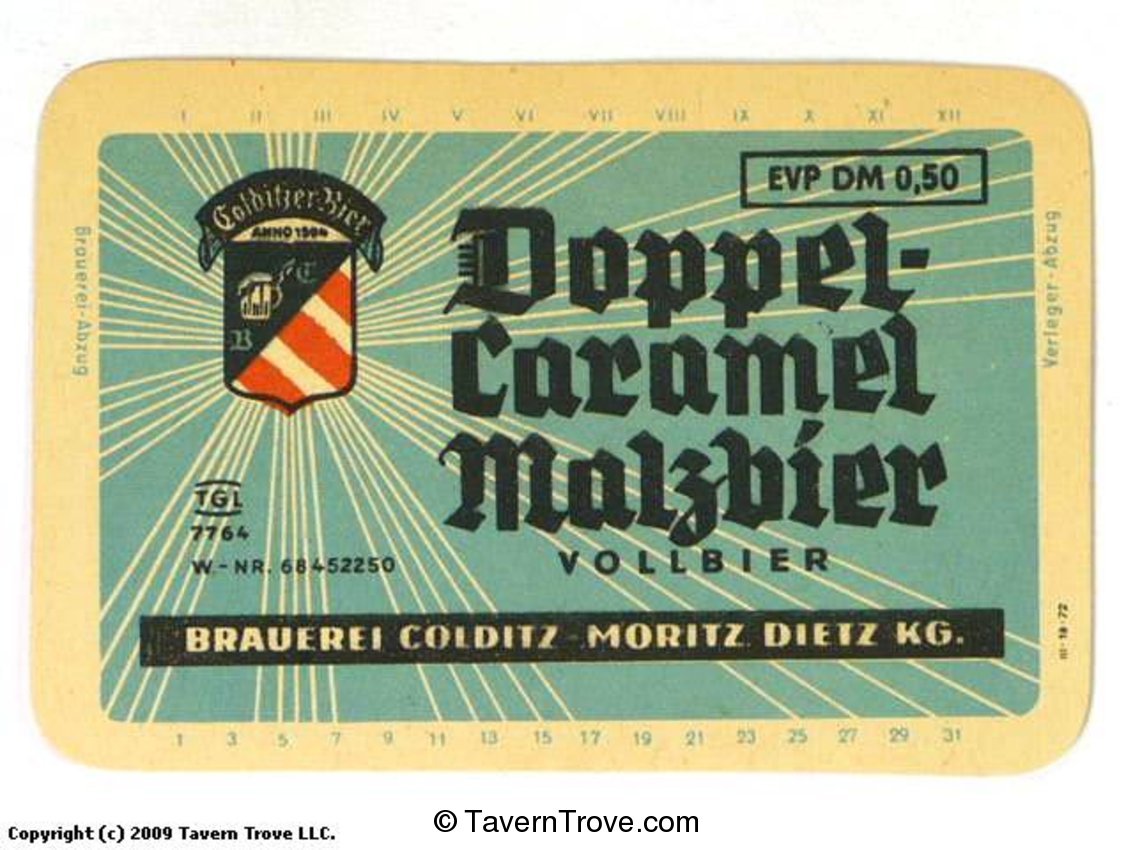 I II III IV V VI VII VIII IX X XI XII
EVP DM 0,50
Colditzer Bier
ANNO 1504
C
B
Doppel-
Caramel
Malzbier
VOLLBIER
TGL
7764
W.-NR. 68452250
BRAUEREI COLDITZ MORITZ DIETZ KG.
Brauerei-Abzug
Verleger-Abzug
III-18-72
1 3 5 7 9 11 13 15 17 19 21 23 25 27 29 31
© TavernTrove.com
Copyright (c) 2009 Tavern Trove LLC.